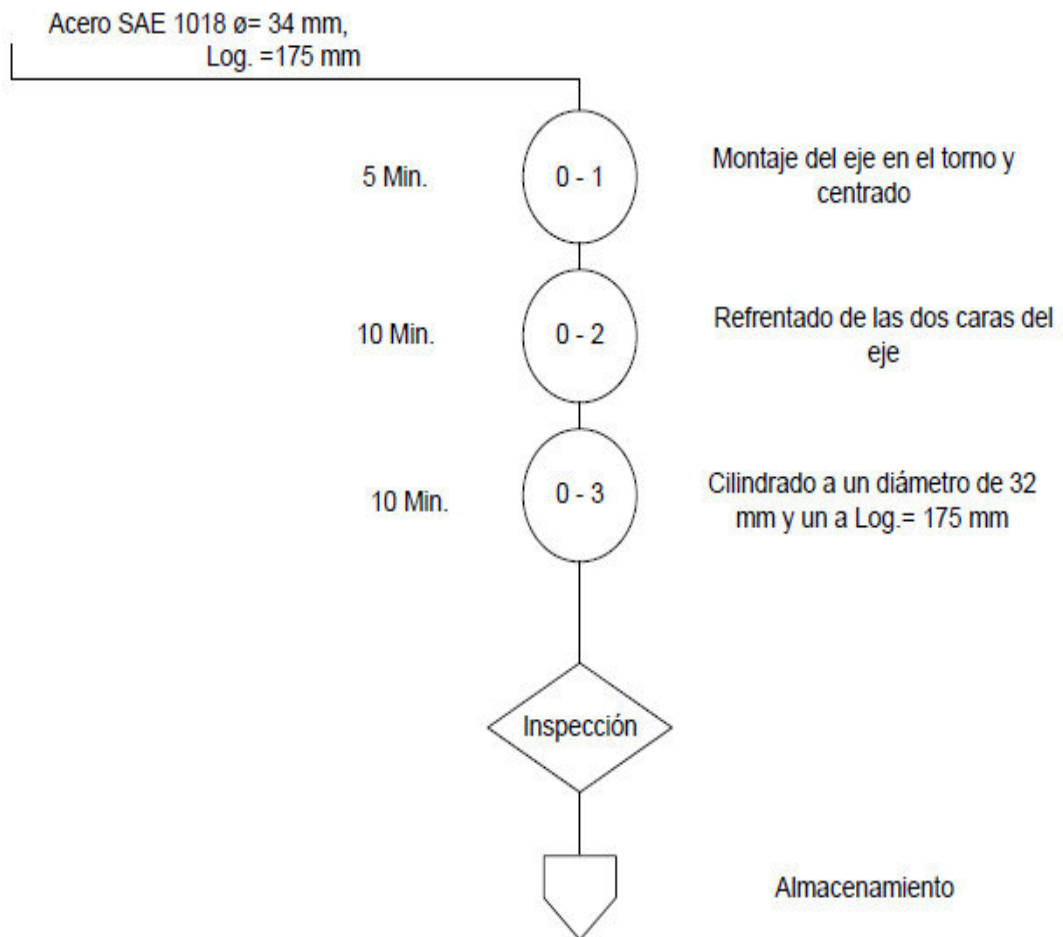 Acero SAE 1018 ø= 34 mm,
Log. =175 mm
5 Min.
0 - 1
Montaje del eje en el torno y
centrado
10 Min.
0 - 2
Refrentado de las dos caras del
eje
10 Min.
0 - 3
Cilindrado a un diámetro de 32
mm y un a Log.= 175 mm
Inspección
Almacenamiento